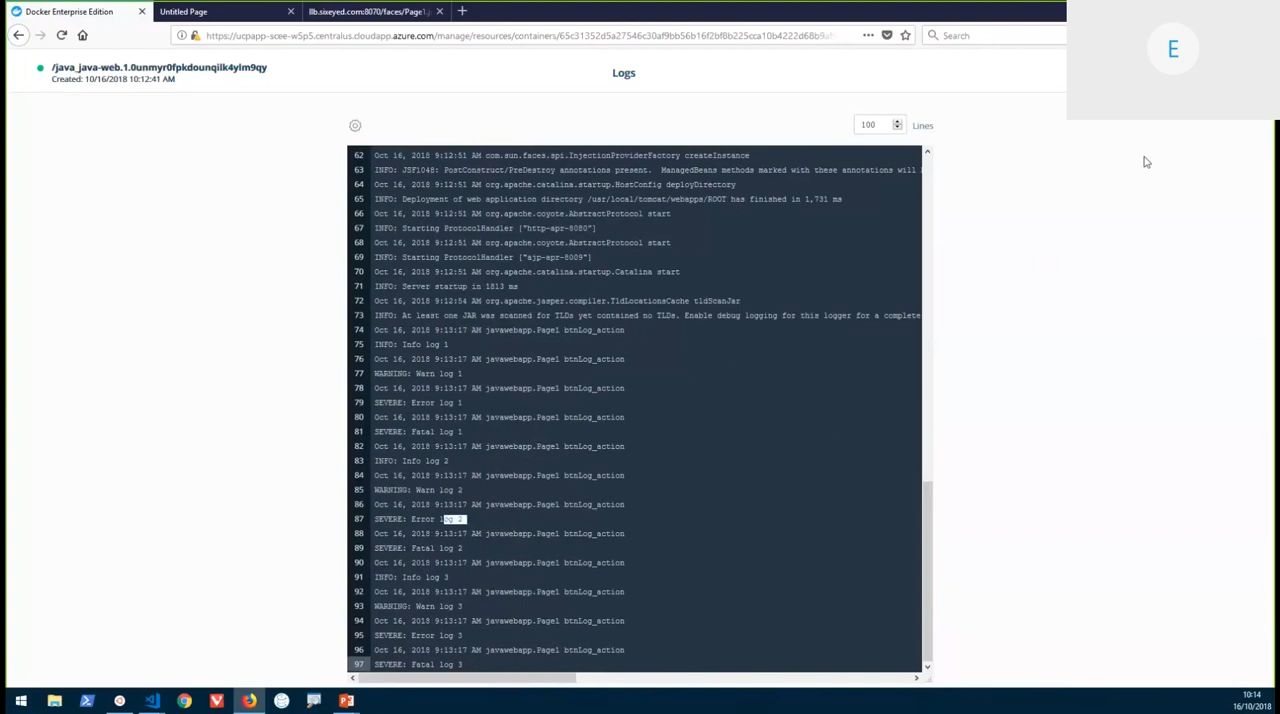 Docker Enterprise Edition
Untitled Page
llb.sixeyed.com:8070/faces/Page1.
https://ucpapp-scee-w5p5.centralus.cloudapp.azure.com/manage/resources/containers/65c31352d5a27546c30af9bb56b16f2bf8b225cca10b4222d68b9a
Search
E
/java_java-web.1.0unmyr0fpkdounqilk4ylm9qy
Created: 10/16/2018 10:12:41 AM
Logs
100 Lines
62 Oct 16, 2018 9:12:51 AM com.sun.faces.spi.InjectionProviderFactory createInstance
63 INFO: JSF1048: PostConstruct/PreDestroy annotations present.  ManagedBeans methods marked with these annotations will
64 Oct 16, 2018 9:12:51 AM org.apache.catalina.startup.HostConfig deployDirectory
65 INFO: Deployment of web application directory /usr/local/tomcat/webapps/ROOT has finished in 1,731 ms
66 Oct 16, 2018 9:12:51 AM org.apache.coyote.AbstractProtocol start
67 INFO: Starting ProtocolHandler ["http-apr-8080"]
68 Oct 16, 2018 9:12:51 AM org.apache.coyote.AbstractProtocol start
69 INFO: Starting ProtocolHandler ["ajp-apr-8009"]
70 Oct 16, 2018 9:12:51 AM org.apache.catalina.startup.Catalina start
71 INFO: Server startup in 1813 ms
72 Oct 16, 2018 9:12:54 AM org.apache.jasper.compiler.TldLocationsCache tldScanJar
73 INFO: At least one JAR was scanned for TLDs yet contained no TLDs. Enable debug logging for this logger for a complete
74 Oct 16, 2018 9:13:17 AM javawebapp.Page1 btnLog_action
75 INFO: Info log 1
76 Oct 16, 2018 9:13:17 AM javawebapp.Page1 btnLog_action
77 WARNING: Warn log 1
78 Oct 16, 2018 9:13:17 AM javawebapp.Page1 btnLog_action
79 SEVERE: Error log 1
80 Oct 16, 2018 9:13:17 AM javawebapp.Page1 btnLog_action
81 SEVERE: Fatal log 1
82 Oct 16, 2018 9:13:17 AM javawebapp.Page1 btnLog_action
83 INFO: Info log 2
84 Oct 16, 2018 9:13:17 AM javawebapp.Page1 btnLog_action
85 WARNING: Warn log 2
86 Oct 16, 2018 9:13:17 AM javawebapp.Page1 btnLog_action
87 SEVERE: Error log 2
88 Oct 16, 2018 9:13:17 AM javawebapp.Page1 btnLog_action
89 SEVERE: Fatal log 2
90 Oct 16, 2018 9:13:17 AM javawebapp.Page1 btnLog_action
91 INFO: Info log 3
92 Oct 16, 2018 9:13:17 AM javawebapp.Page1 btnLog_action
93 WARNING: Warn log 3
94 Oct 16, 2018 9:13:17 AM javawebapp.Page1 btnLog_action
95 SEVERE: Error log 3
96 Oct 16, 2018 9:13:17 AM javawebapp.Page1 btnLog_action
97 SEVERE: Fatal log 3
10:14
16/10/2018